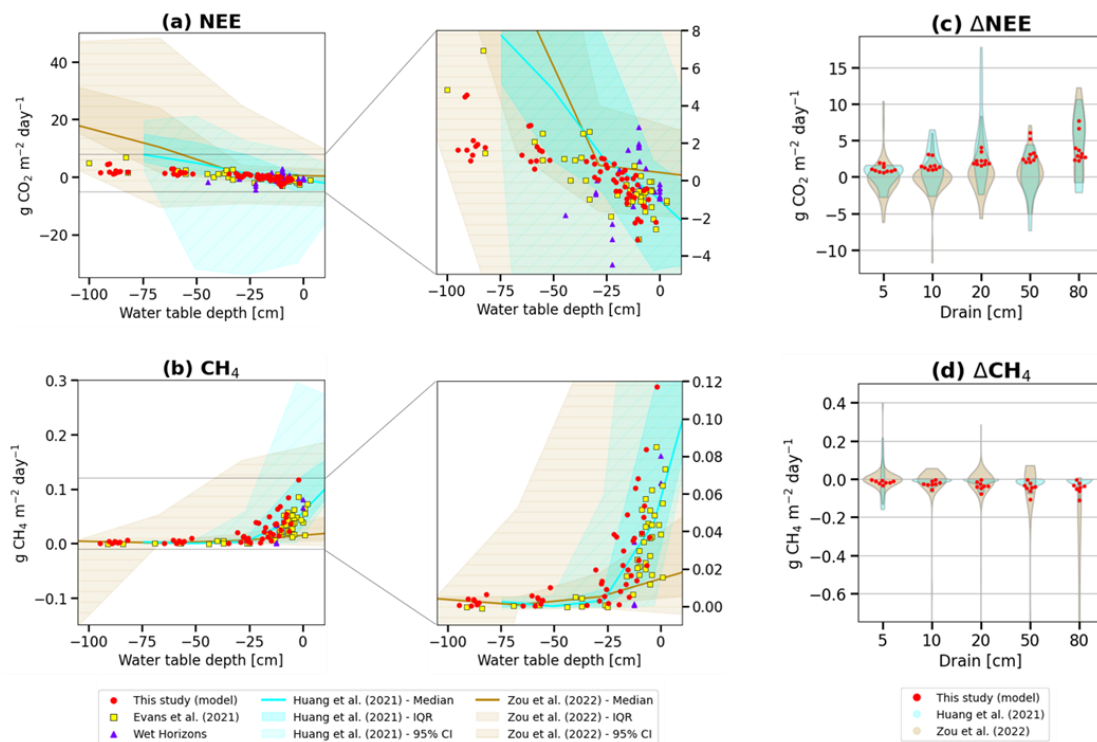 (a) NEE
40
20
0
−20
g CO₂ m⁻² day⁻¹
−100 −75 −50 −25 0
Water table depth [cm]
8
6
4
2
0
−2
−4
−100 −75 −50 −25 0
Water table depth [cm]
(c) ΔNEE
15
10
5
0
−5
−10
g CO₂ m⁻² day⁻¹
5 10 20 50 80
Drain [cm]
(b) CH₄
0.3
0.2
0.1
0.0
−0.1
g CH₄ m⁻² day⁻¹
−100 −75 −50 −25 0
Water table depth [cm]
0.12
0.10
0.08
0.06
0.04
0.02
0.00
−100 −75 −50 −25 0
Water table depth [cm]
(d) ΔCH₄
0.4
0.2
0.0
−0.2
−0.4
−0.6
g CH₄ m⁻² day⁻¹
5 10 20 50 80
Drain [cm]
This study (model)
Evans et al. (2021)
Wet Horizons
Huang et al. (2021) - Median
Huang et al. (2021) - IQR
Huang et al. (2021) - 95% CI
Zou et al. (2022) - Median
Zou et al. (2022) - IQR
Zou et al. (2022) - 95% CI
This study (model)
Huang et al. (2021)
Zou et al. (2022)